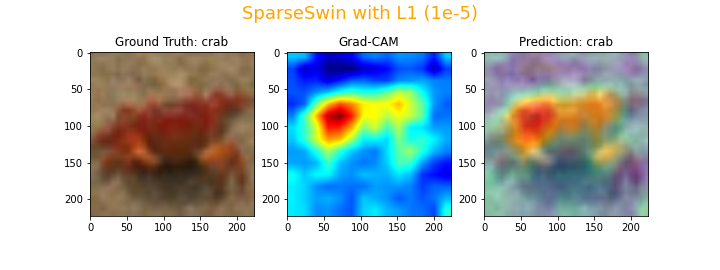 SparseSwin with L1 (1e-5)
Ground Truth: crab Grad-CAM Prediction: crab
0 0 0
50 50 50
100 100 100
150 150 150
200 200 200
0 50 100 150 200 0 50 100 150 200 0 50 100 150 200